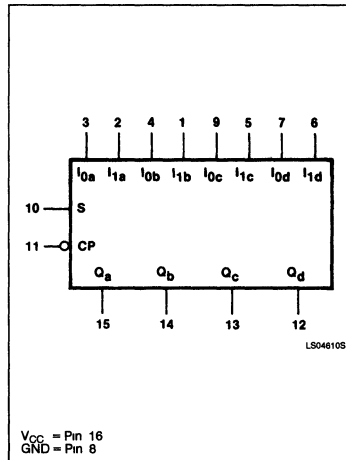 3 2 4 1 9 5 7 6
I0a I1a I0b I1b I0c I1c I0d I1d
10 S
11 CP
Qa Qb Qc Qd
15 14 13 12
LS04610S
VCC = Pin 16
GND = Pin 8